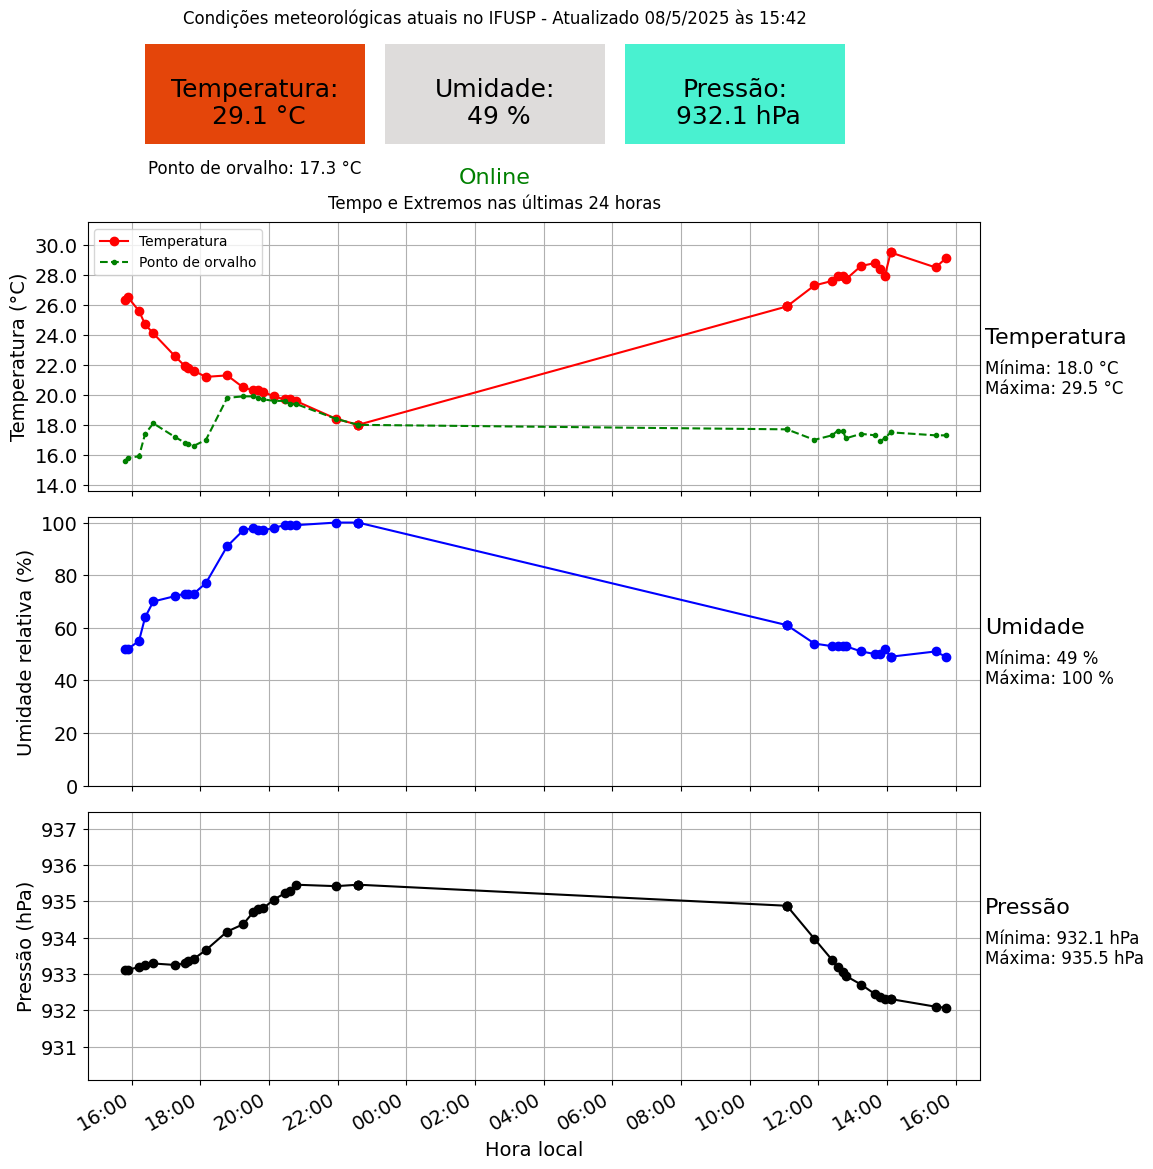 Condições meteorológicas atuais no IFUSP - Atualizado 08/5/2025 às 15:42
Temperatura:
29.1 °C
Umidade:
49 %
Pressão:
932.1 hPa
Ponto de orvalho: 17.3 °C
Online
Tempo e Extremos nas últimas 24 horas
Temperatura
Ponto de orvalho
Temperatura (°C)
30.0
28.0
26.0
24.0
22.0
20.0
18.0
16.0
14.0
Temperatura
Mínima: 18.0 °C
Máxima: 29.5 °C
Umidade relativa (%)
100
80
60
40
20
0
Umidade
Mínima: 49 %
Máxima: 100 %
Pressão (hPa)
937
936
935
934
933
932
931
Pressão
Mínima: 932.1 hPa
Máxima: 935.5 hPa
16:00 18:00 20:00 22:00 00:00 02:00 04:00 06:00 08:00 10:00 12:00 14:00 16:00
Hora local